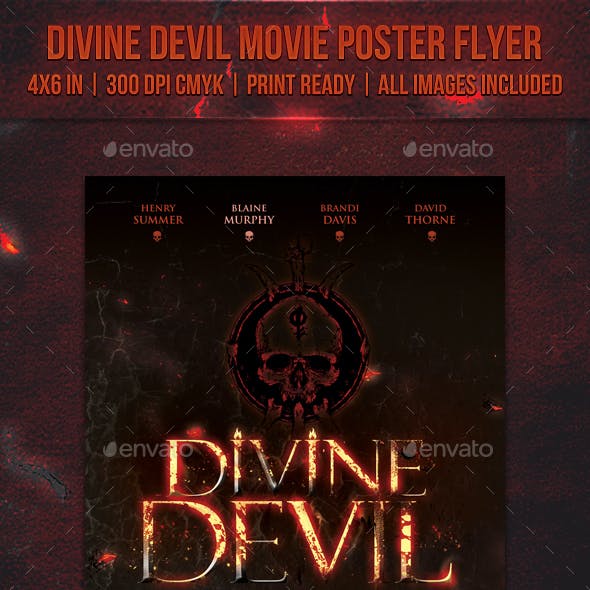 DIVINE DEVIL MOVIE POSTER FLYER
4X6 IN | 300 DPI CMYK | PRINT READY | ALL IMAGES INCLUDED
envato envato
HENRY SUMMER
BLAINE MURPHY
BRANDI DAVIS
DAVID THORNE
DIVINE
envato envato
DEVIL